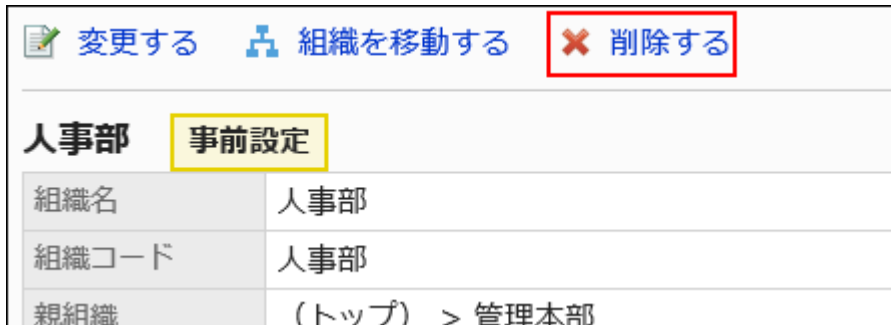 変更する 組織を移動する 削除する
人事部 事前設定
組織名 人事部
組織コード 人事部
親組織 （トップ） > 管理本部